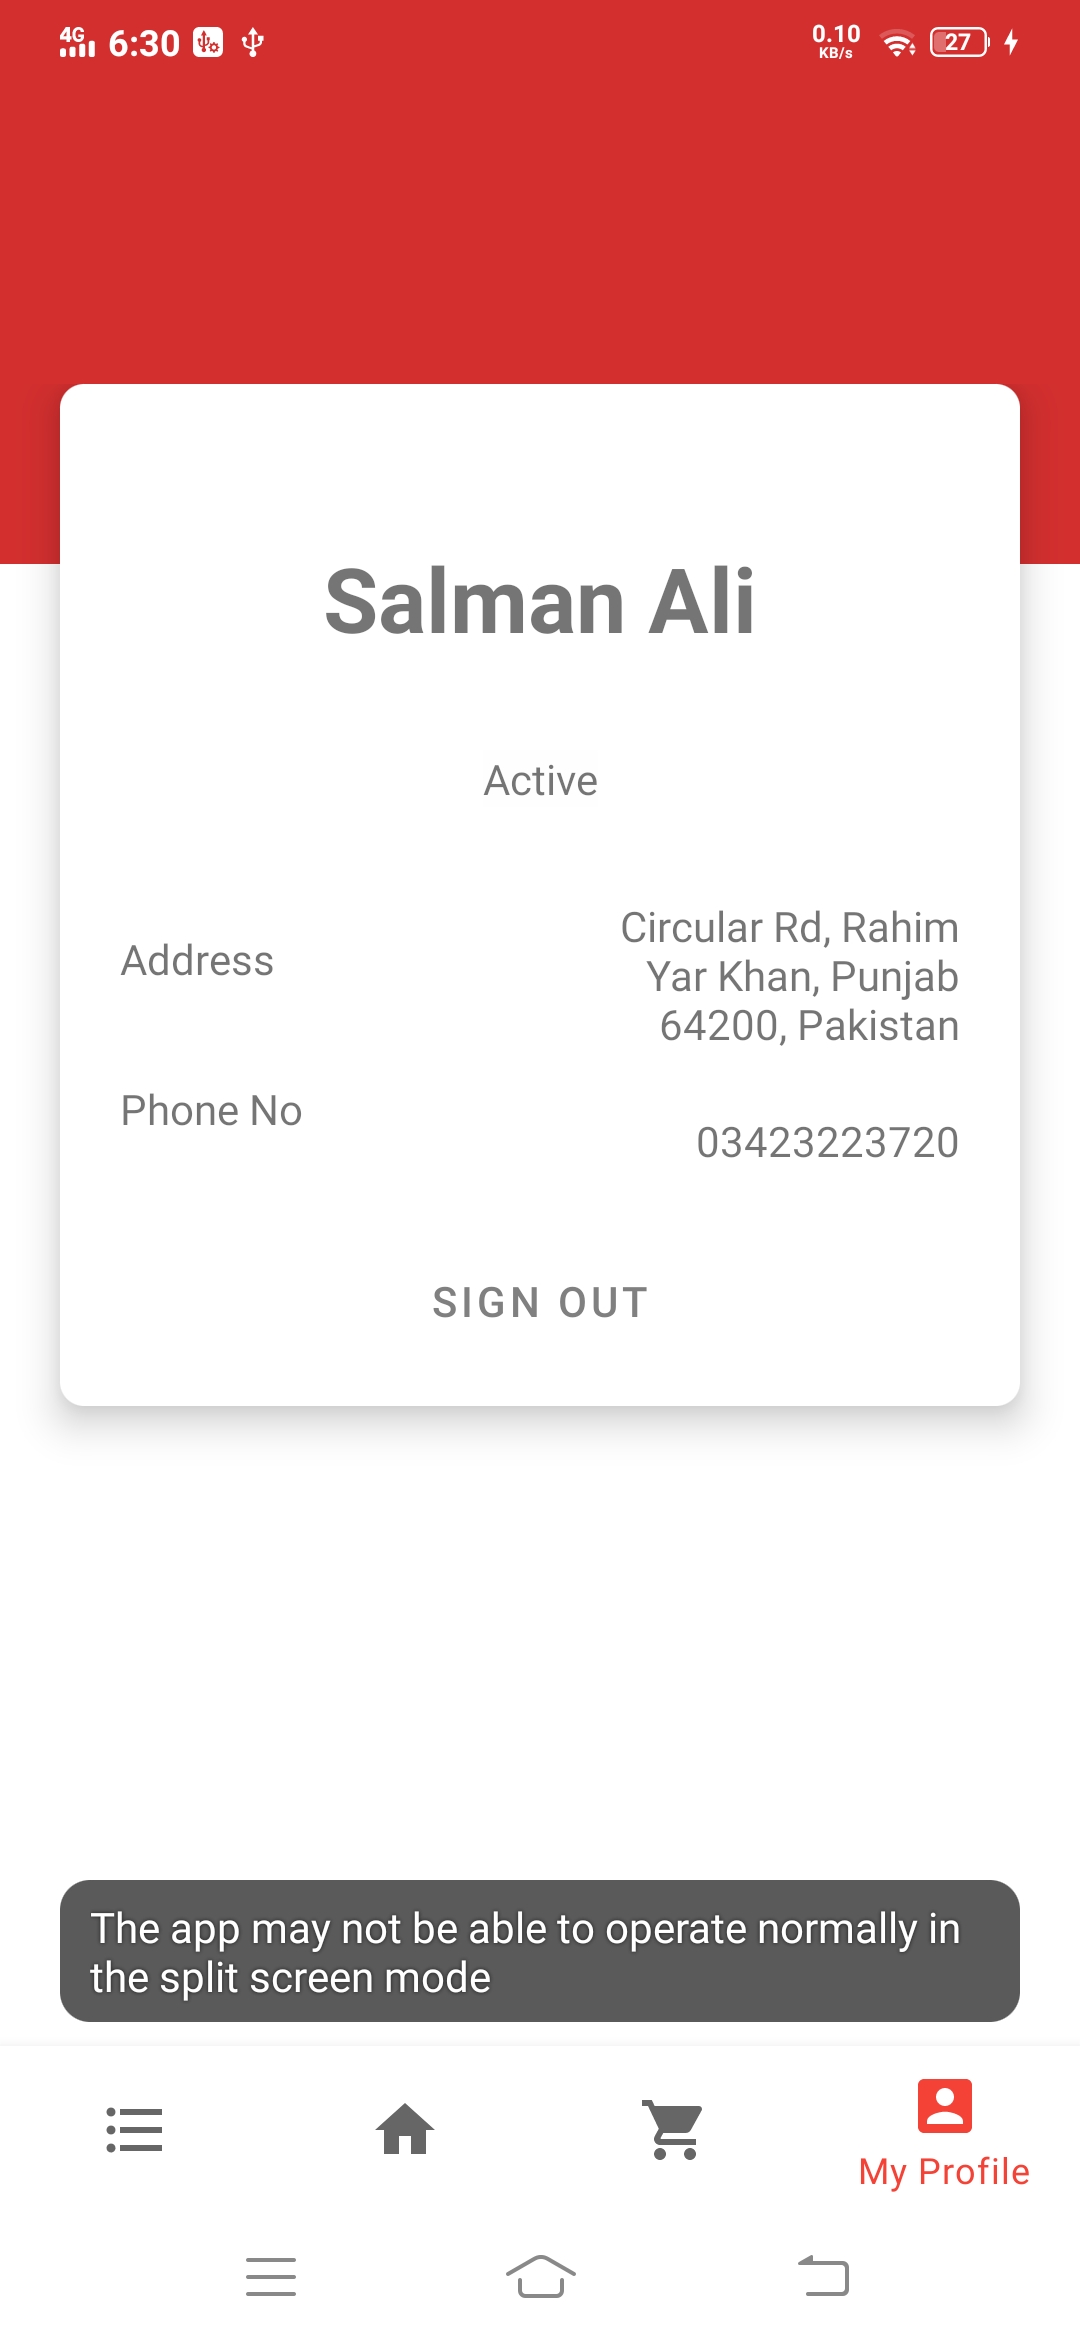 4G 6:30 0.10 KB/s 27
Salman Ali
Active
Address
Circular Rd, Rahim
Yar Khan, Punjab
64200, Pakistan
Phone No
03423223720
SIGN OUT
The app may not be able to operate normally in
the split screen mode
My Profile